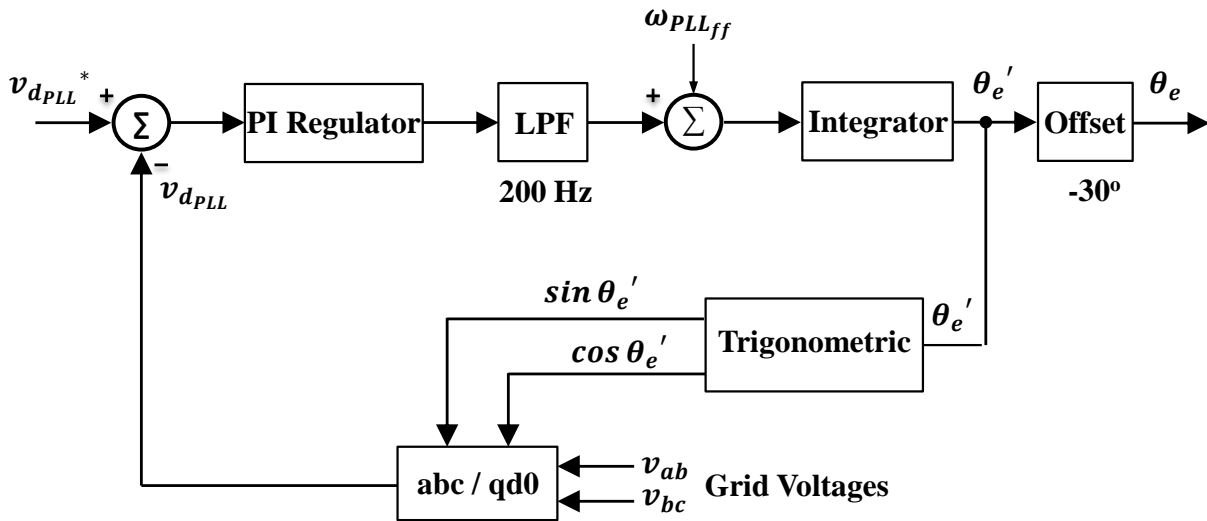 ω_PLL_ff
v_d_PLL* + Σ PI Regulator LPF + Σ Integrator θ_e′ Offset θ_e
− v_d_PLL
200 Hz
-30°
sin θ_e′
cos θ_e′
Trigonometric
θ_e′
abc / qd0
v_ab
v_bc
Grid Voltages